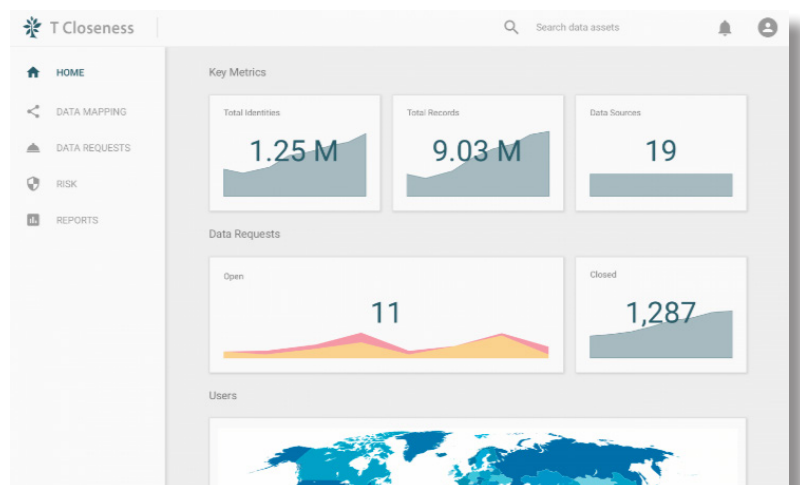 T Closeness
Search data assets
HOME
DATA MAPPING
DATA REQUESTS
RISK
REPORTS
Key Metrics
Total Identities
1.25 M
Total Records
9.03 M
Data Sources
19
Data Requests
Open
11
Closed
1,287
Users